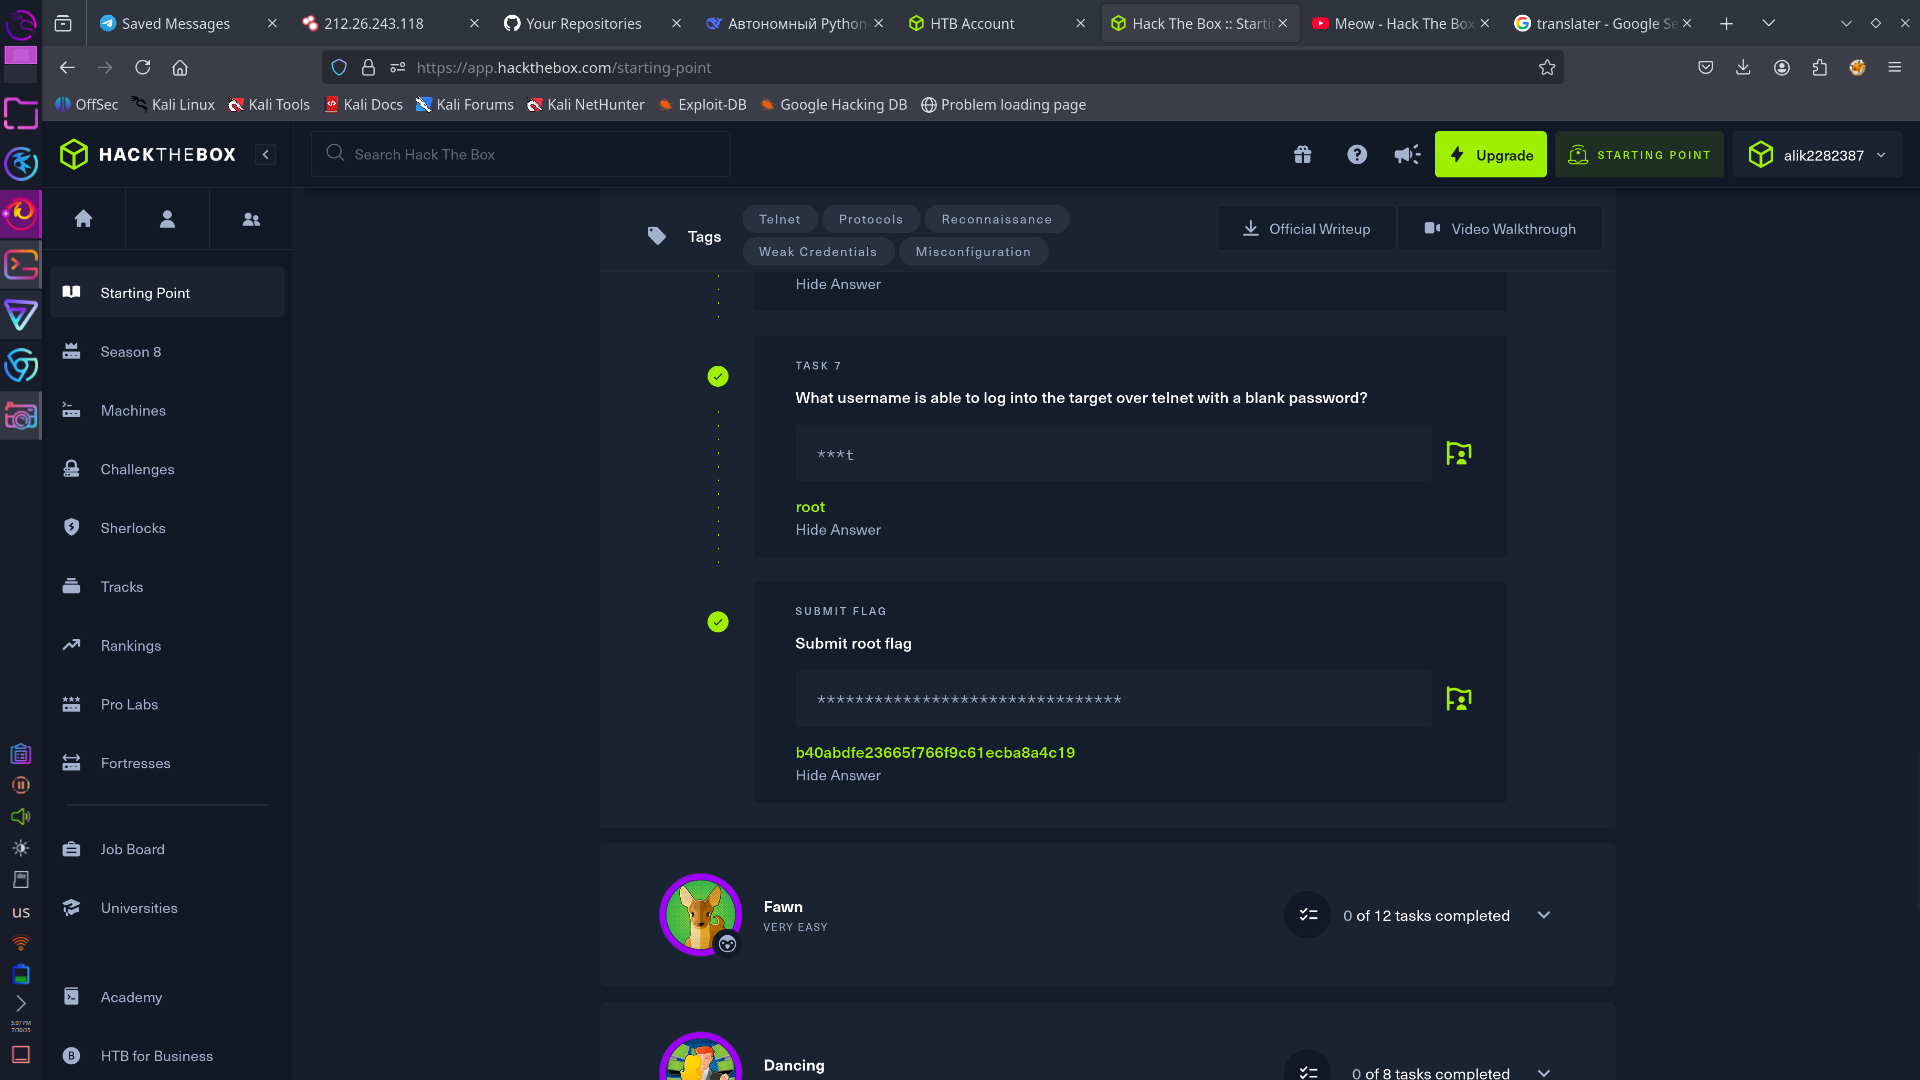 Saved Messages
212.26.243.118
Your Repositories
Автономный Python
HTB Account
Hack The Box :: Starti
Meow - Hack The Box
translater - Google Se
https://app.hackthebox.com/starting-point
OffSec
Kali Linux
Kali Tools
Kali Docs
Kali Forums
Kali NetHunter
Exploit-DB
Google Hacking DB
Problem loading page
HACKTHEBOX
Search Hack The Box
Upgrade
STARTING POINT
alik2282387
Starting Point
Season 8
Machines
Challenges
Sherlocks
Tracks
Rankings
Pro Labs
Fortresses
Job Board
Universities
Academy
HTB for Business
Tags
Telnet
Protocols
Reconnaissance
Weak Credentials
Misconfiguration
Official Writeup
Video Walkthrough
Hide Answer
TASK 7
What username is able to log into the target over telnet with a blank password?
***t
root
Hide Answer
SUBMIT FLAG
Submit root flag
********************************
b40abdfe23665f766f9c61ecba8a4c19
Hide Answer
Fawn
VERY EASY
0 of 12 tasks completed
Dancing
0 of 8 tasks completed
US
5:07 PM
7/30/25